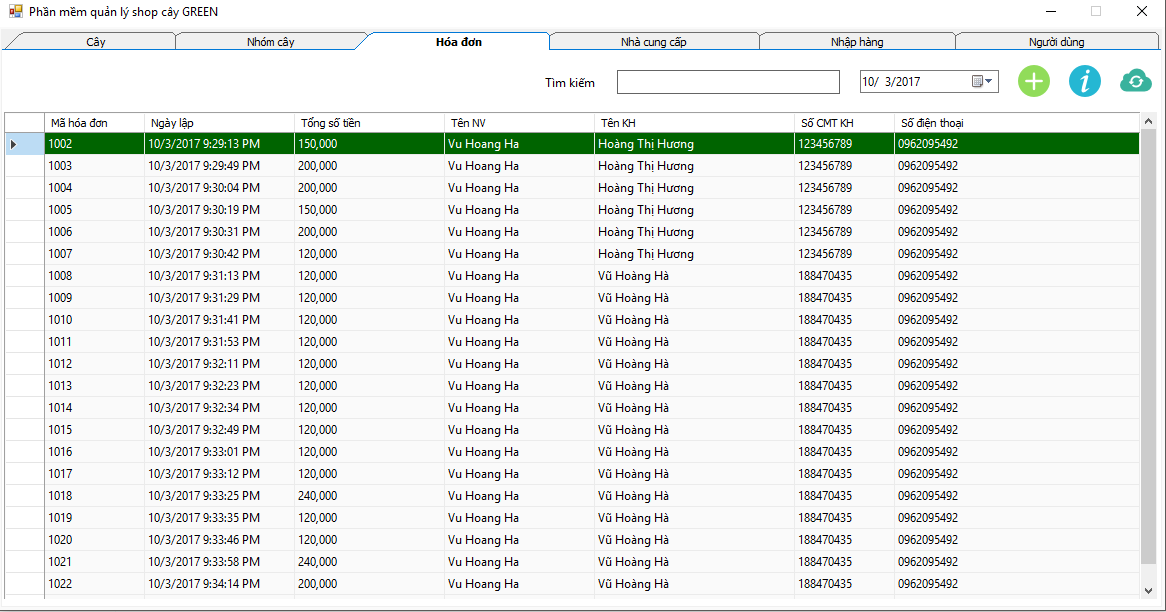 Phần mềm quản lý shop cây GREEN
Cây Nhóm cây Hóa đơn Nhà cung cấp Nhập hàng Người dùng
Tìm kiếm 10/ 3/2017
Mã hóa đơn Ngày lập Tổng số tiền Tên NV Tên KH Số CMT KH Số điện thoại
1002 10/3/2017 9:29:13 PM 150,000 Vu Hoang Ha Hoàng Thị Hương 123456789 0962095492
1003 10/3/2017 9:29:49 PM 200,000 Vu Hoang Ha Hoàng Thị Hương 123456789 0962095492
1004 10/3/2017 9:30:04 PM 200,000 Vu Hoang Ha Hoàng Thị Hương 123456789 0962095492
1005 10/3/2017 9:30:19 PM 150,000 Vu Hoang Ha Hoàng Thị Hương 123456789 0962095492
1006 10/3/2017 9:30:31 PM 200,000 Vu Hoang Ha Hoàng Thị Hương 123456789 0962095492
1007 10/3/2017 9:30:42 PM 120,000 Vu Hoang Ha Hoàng Thị Hương 123456789 0962095492
1008 10/3/2017 9:31:13 PM 120,000 Vu Hoang Ha Vũ Hoàng Hà 188470435 0962095492
1009 10/3/2017 9:31:29 PM 120,000 Vu Hoang Ha Vũ Hoàng Hà 188470435 0962095492
1010 10/3/2017 9:31:41 PM 120,000 Vu Hoang Ha Vũ Hoàng Hà 188470435 0962095492
1011 10/3/2017 9:31:53 PM 120,000 Vu Hoang Ha Vũ Hoàng Hà 188470435 0962095492
1012 10/3/2017 9:32:11 PM 120,000 Vu Hoang Ha Vũ Hoàng Hà 188470435 0962095492
1013 10/3/2017 9:32:23 PM 120,000 Vu Hoang Ha Vũ Hoàng Hà 188470435 0962095492
1014 10/3/2017 9:32:34 PM 120,000 Vu Hoang Ha Vũ Hoàng Hà 188470435 0962095492
1015 10/3/2017 9:32:49 PM 120,000 Vu Hoang Ha Vũ Hoàng Hà 188470435 0962095492
1016 10/3/2017 9:33:01 PM 120,000 Vu Hoang Ha Vũ Hoàng Hà 188470435 0962095492
1017 10/3/2017 9:33:12 PM 120,000 Vu Hoang Ha Vũ Hoàng Hà 188470435 0962095492
1018 10/3/2017 9:33:25 PM 240,000 Vu Hoang Ha Vũ Hoàng Hà 188470435 0962095492
1019 10/3/2017 9:33:35 PM 120,000 Vu Hoang Ha Vũ Hoàng Hà 188470435 0962095492
1020 10/3/2017 9:33:46 PM 120,000 Vu Hoang Ha Vũ Hoàng Hà 188470435 0962095492
1021 10/3/2017 9:33:58 PM 240,000 Vu Hoang Ha Vũ Hoàng Hà 188470435 0962095492
1022 10/3/2017 9:34:14 PM 200,000 Vu Hoang Ha Vũ Hoàng Hà 188470435 0962095492